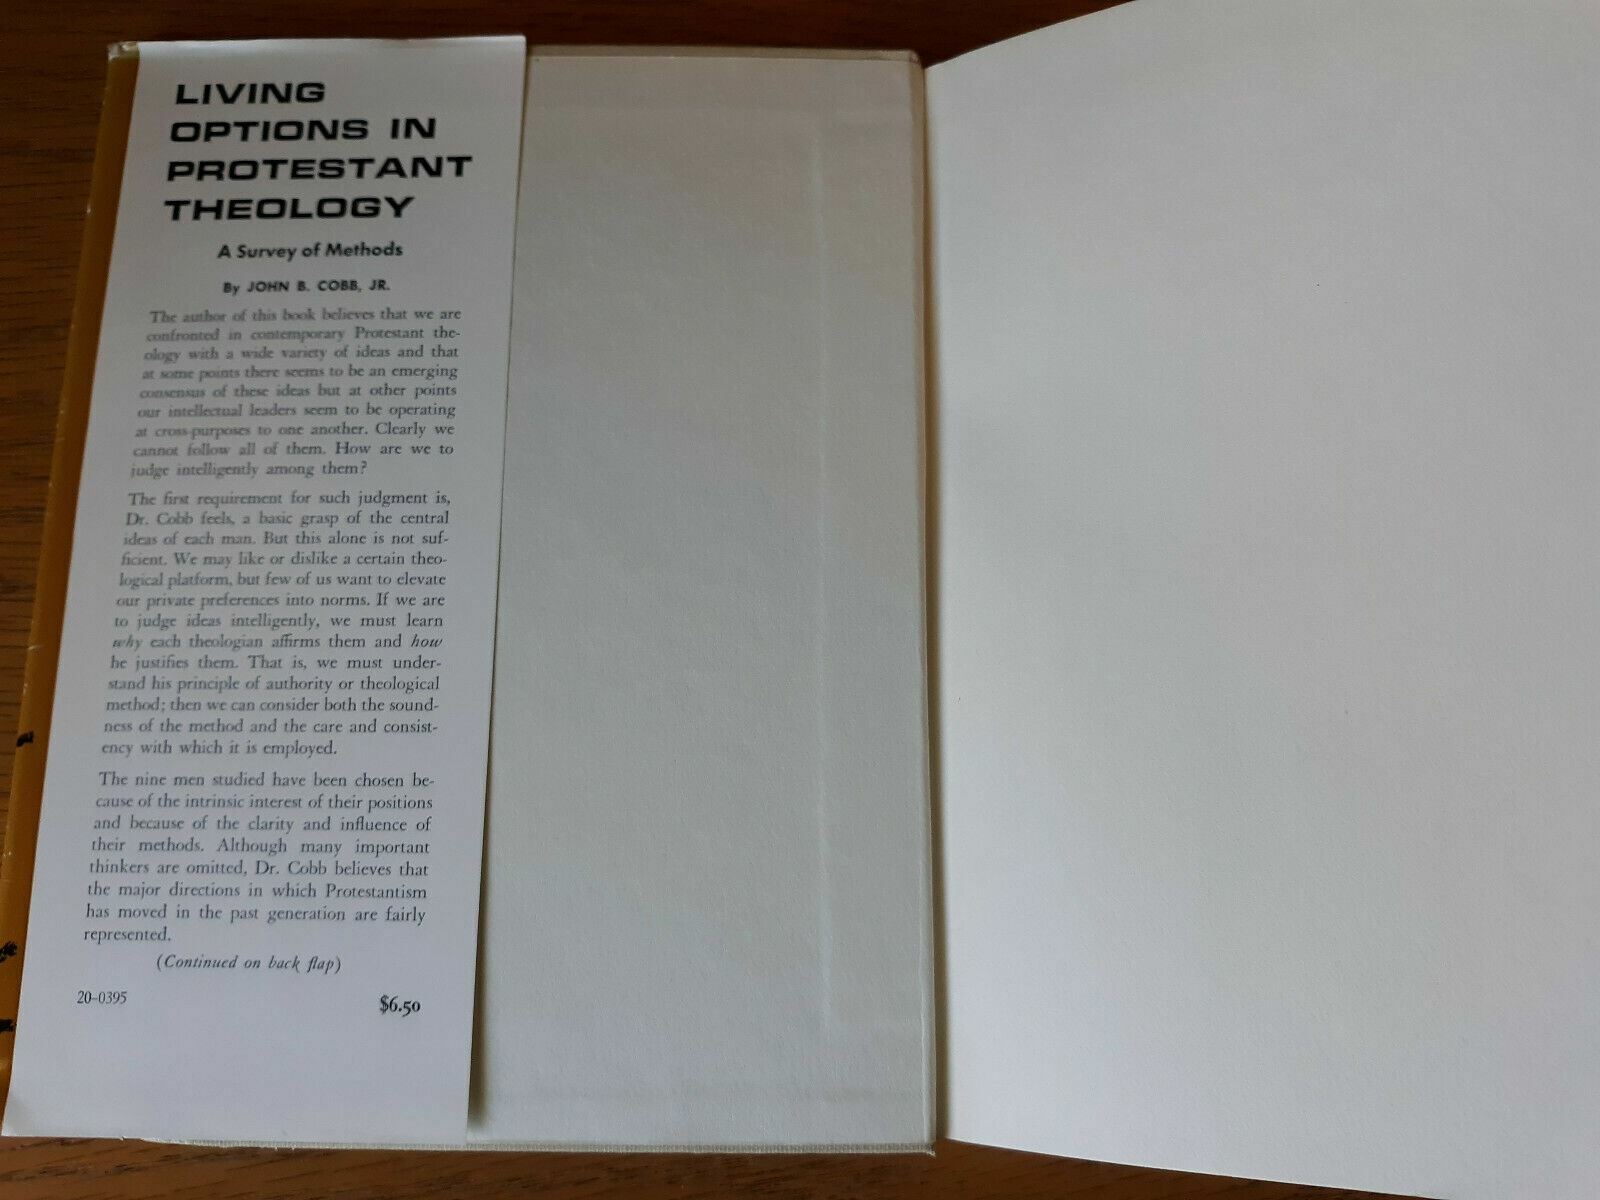 LIVING
OPTIONS IN
PROTESTANT
THEOLOGY
A Survey of Methods
By JOHN B. COBB, JR.
The author of this book believes that we are
confronted in contemporary Protestant the-
ology with a wide variety of ideas and that
at some points there seems to be an emerging
consensus of these ideas but at other points
our intellectual leaders seem to be operating
at cross-purposes to one another. Clearly we
cannot follow all of them. How are we to
judge intelligently among them?
The first requirement for such judgment is,
Dr. Cobb feels, a basic grasp of the central
ideas of each man. But this alone is not suf-
ficient. We may like or dislike a certain theo-
logical platform, but few of us want to elevate
our private preferences into norms. If we are
to judge ideas intelligently, we must learn
why each theologian affirms them and how
he justifies them. That is, we must under-
stand his principle of authority or theological
method; then we can consider both the sound-
ness of the method and the care and consist-
ency with which it is employed.
The nine men studied have been chosen be-
cause of the intrinsic interest of their positions
and because of the clarity and influence of
their methods. Although many important
thinkers are omitted, Dr. Cobb believes that
the major directions in which Protestantism
has moved in the past generation are fairly
represented.
(Continued on back flap)
20-0395
$6.50